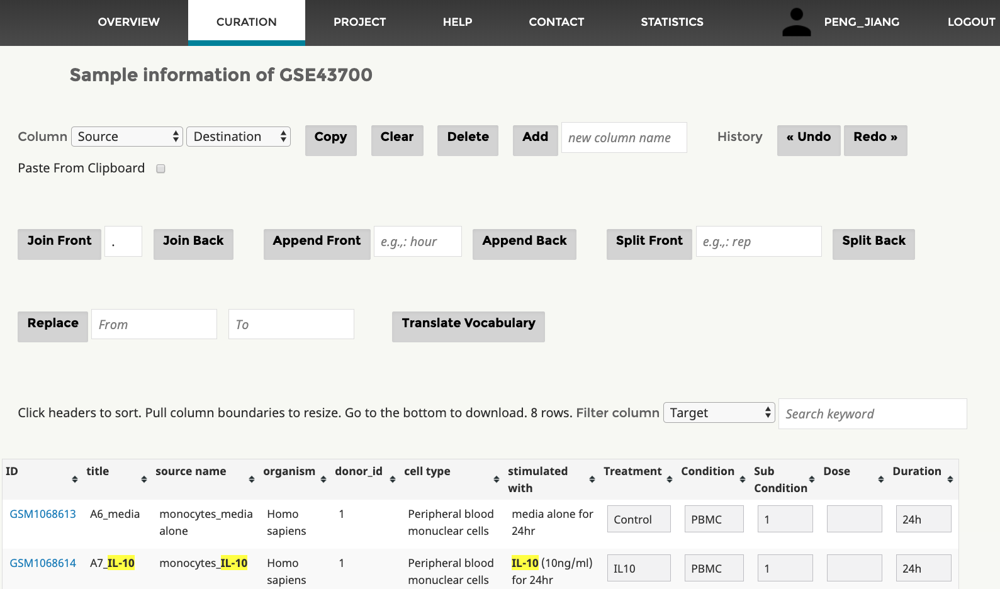 OVERVIEW CURATION PROJECT HELP CONTACT STATISTICS PENG_JIANG LOGOUT
Sample information of GSE43700
Column Source Destination Copy Clear Delete Add new column name History « Undo Redo »
Paste From Clipboard
Join Front . Join Back Append Front e.g.,: hour Append Back Split Front e.g.,: rep Split Back
Replace From To Translate Vocabulary
Click headers to sort. Pull column boundaries to resize. Go to the bottom to download. 8 rows. Filter column Target Search keyword
ID title source name organism donor_id cell type stimulated Treatment Condition Sub Dose Duration
with Condition
GSM1068613 A6_media monocytes_media Homo 1 Peripheral blood media alone for Control PBMC 1 24h
alone sapiens monuclear cells 24hr
GSM1068614 A7_IL-10 monocytes_IL-10 Homo 1 Peripheral blood IL-10 (10ng/ml) IL10 PBMC 1 24h
sapiens monuclear cells for 24hr